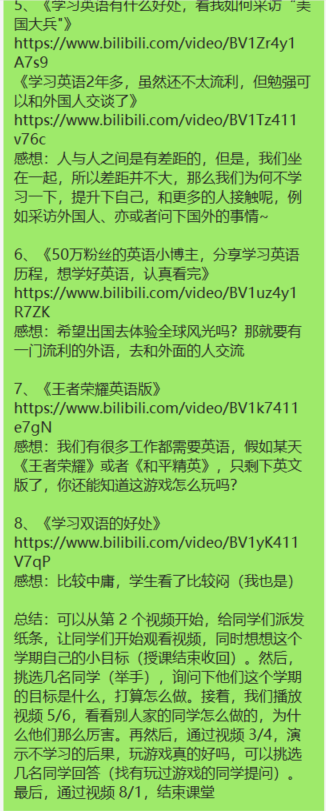 5、《学习英语有什么好处，看我如何采访“美
国大兵"》
https://www.bilibili.com/video/BV1Zr4y1
A7s9
《学习英语2年多，虽然还不太流利，但勉强可
以和外国人交谈了》
https://www.bilibili.com/video/BV1Tz411
v76c
感想：人与人之间是有差距的，但是，我们坐
在一起，所以差距并不大，那么我们为何不学
习一下，提升下自己，和更多的人接触呢，例
如采访外国人、亦或者问下国外的事情~
6、《50万粉丝的英语小博主，分享学习英语
历程，想学好英语，认真看完》
https://www.bilibili.com/video/BV1uz4y1
R7ZK
感想：希望出国去体验全球风光吗？那就要有
一门流利的外语，去和外面的人交流
7、《王者荣耀英语版》
https://www.bilibili.com/video/BV1k7411
e7gN
感想：我们有很多工作都需要英语，假如某天
《王者荣耀》或者《和平精英》，只剩下英文
版了，你还能知道这游戏怎么玩吗？
8、《学习双语的好处》
https://www.bilibili.com/video/BV1yK411
V7qP
感想：比较中庸，学生看了比较闷（我也是）
总结：可以从第 2 个视频开始，给同学们派发
纸条，让同学们开始观看视频，同时想想这个
学期自己的小目标（授课结束收回）。然后，
挑选几名同学（举手），询问下他们这个学期
的目标是什么，打算怎么做。接着，我们播放
视频 5/6，看看别人家的同学怎么做的，为什
么他们那么厉害。再然后，通过视频 3/4，演
示不学习的后果，玩游戏真的好吗，可以挑选
几名同学回答（找有玩过游戏的同学提问）。
最后，通过视频 8/1，结束课堂